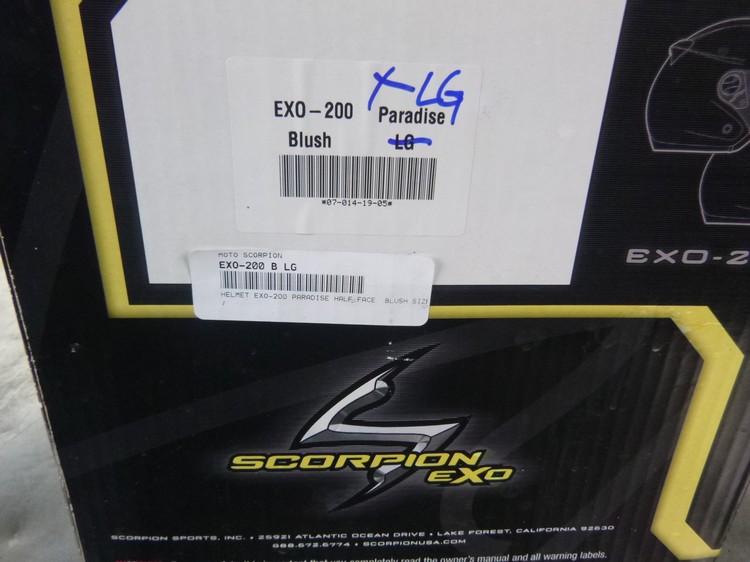 X-LG
EXO-200 Paradise
Blush LG
*07-014-19-05*
EXO-2
MOTO SCORPION
EXO-200 B LG
HELMET EXO-200 PARADISE HALF-FACE BLUSH SIZE
/
SCORPION
EXO
SCORPION SPORTS, INC. • 25921 ATLANTIC OCEAN DRIVE • LAKE FOREST, CALIFORNIA 92630
888.672.6774 • SCORPIONUSA.COM
that you completely read the owner's manual and all warning labels.